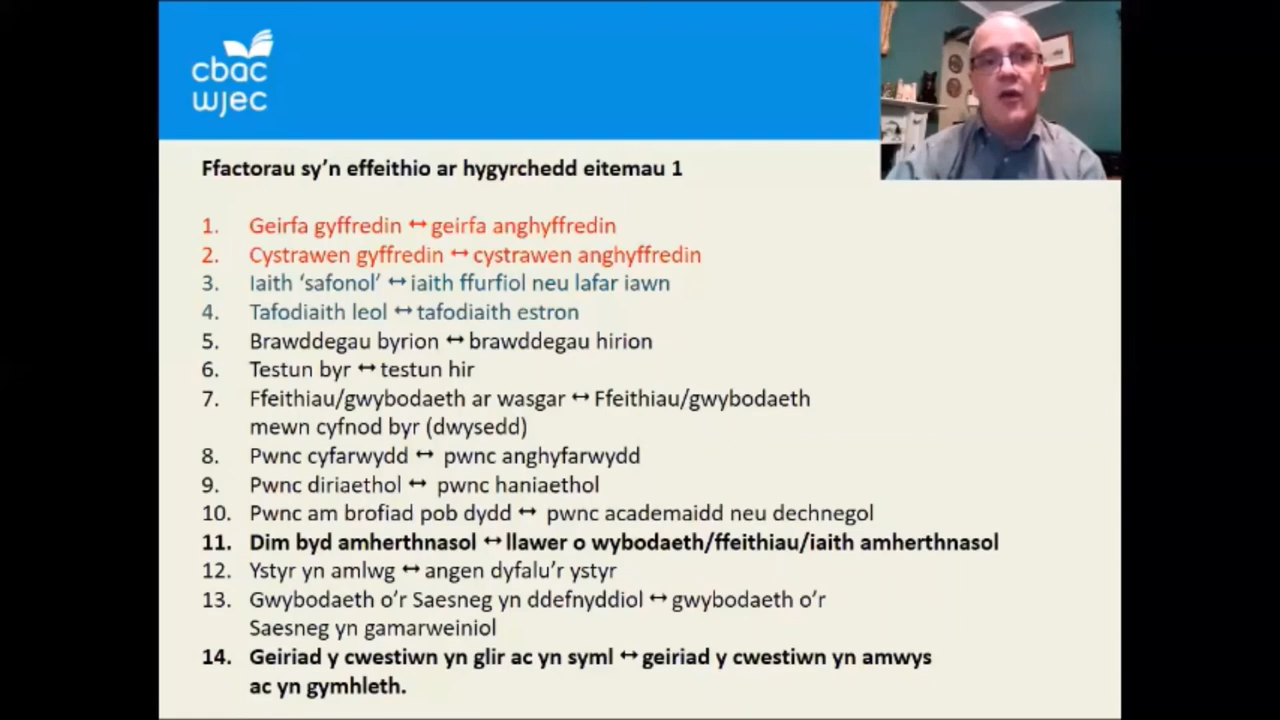 cbac
wjec
Ffactorau sy'n effeithio ar hygyrchedd eitemau 1
1. Geirfa gyffredin ↔ geirfa anghyffredin
2. Cystrawen gyffredin ↔ cystrawen anghyffredin
3. Iaith ‘safonol’ ↔ iaith ffurfiol neu lafar iawn
4. Tafodiaith leol ↔ tafodiaith estron
5. Brawddegau byrion ↔ brawddegau hirion
6. Testun byr ↔ testun hir
7. Ffeithiau/gwybodaeth ar wasgar ↔ Ffeithiau/gwybodaeth
mewn cyfnod byr (dwysedd)
8. Pwnc cyfarwydd ↔ pwnc anghyfarwydd
9. Pwnc diriaethol ↔ pwnc haniaethol
10. Pwnc am brofiad pob dydd ↔ pwnc academaidd neu dechnegol
11. Dim byd amherthnasol ↔ llawer o wybodaeth/ffeithiau/iaith amherthnasol
12. Ystyr yn amlwg ↔ angen dyfalu'r ystyr
13. Gwybodaeth o'r Saesneg yn ddefnyddiol ↔ gwybodaeth o'r
Saesneg yn gamarweiniol
14. Geiriad y cwestiwn yn glir ac yn syml ↔ geiriad y cwestiwn yn amwys
ac yn gymhleth.